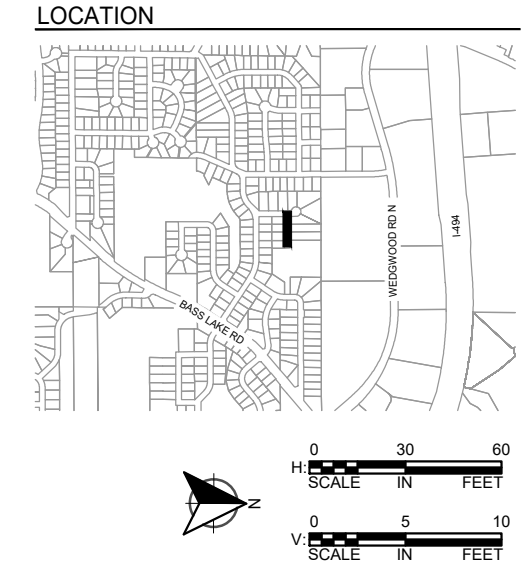 LOCATION
WEDGWOOD RD N
I-494
BASS LAKE RD
N
0 30 60
H:
SCALE IN FEET
0 5 10
V:
SCALE IN FEET